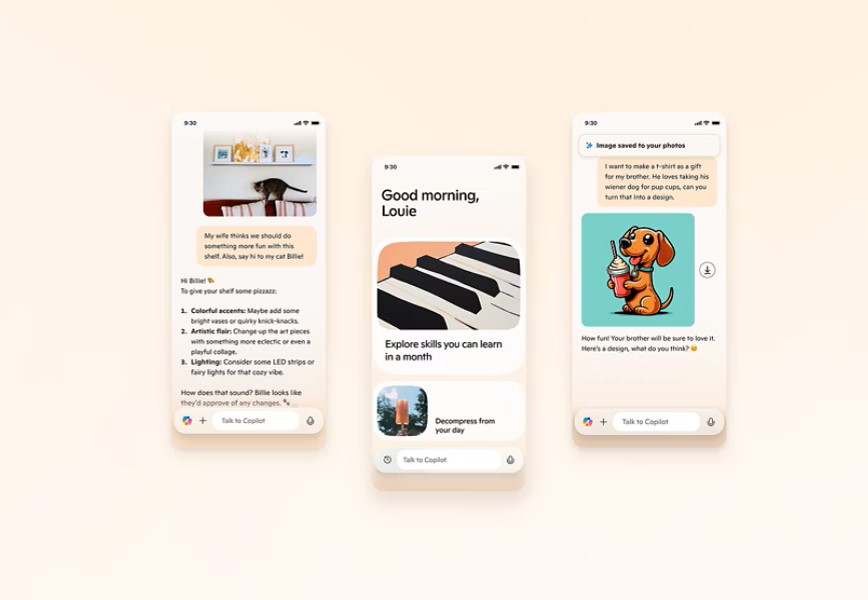 9:30
My wife thinks we should do
something more fun with this
shelf. Also, say hi to my cat Billie!
Hi Billie!
To give your shelf some pizzazz:
1. Colorful accents: Maybe add some
bright vases or quirky knick-knacks.
2. Artistic flair: Change up the art pieces
with something more eclectic or even a
playful collage.
3. Lighting: Consider some LED strips or
fairy lights for that cozy vibe.
How does that sound? Billie looks like
they'd approve of any changes.
Talk to Copilot
9:30
Good morning,
Louie
Explore skills you can learn
in a month
Decompress from
your day
Talk to Copilot
9:30
Image saved to your photos
I want to make a t-shirt as a gift
for my brother. He loves taking his
wiener dog for pup cups, can you
turn that into a design.
How fun! Your brother will be sure to love it.
Here's a design, what do you think?
Talk to Copilot